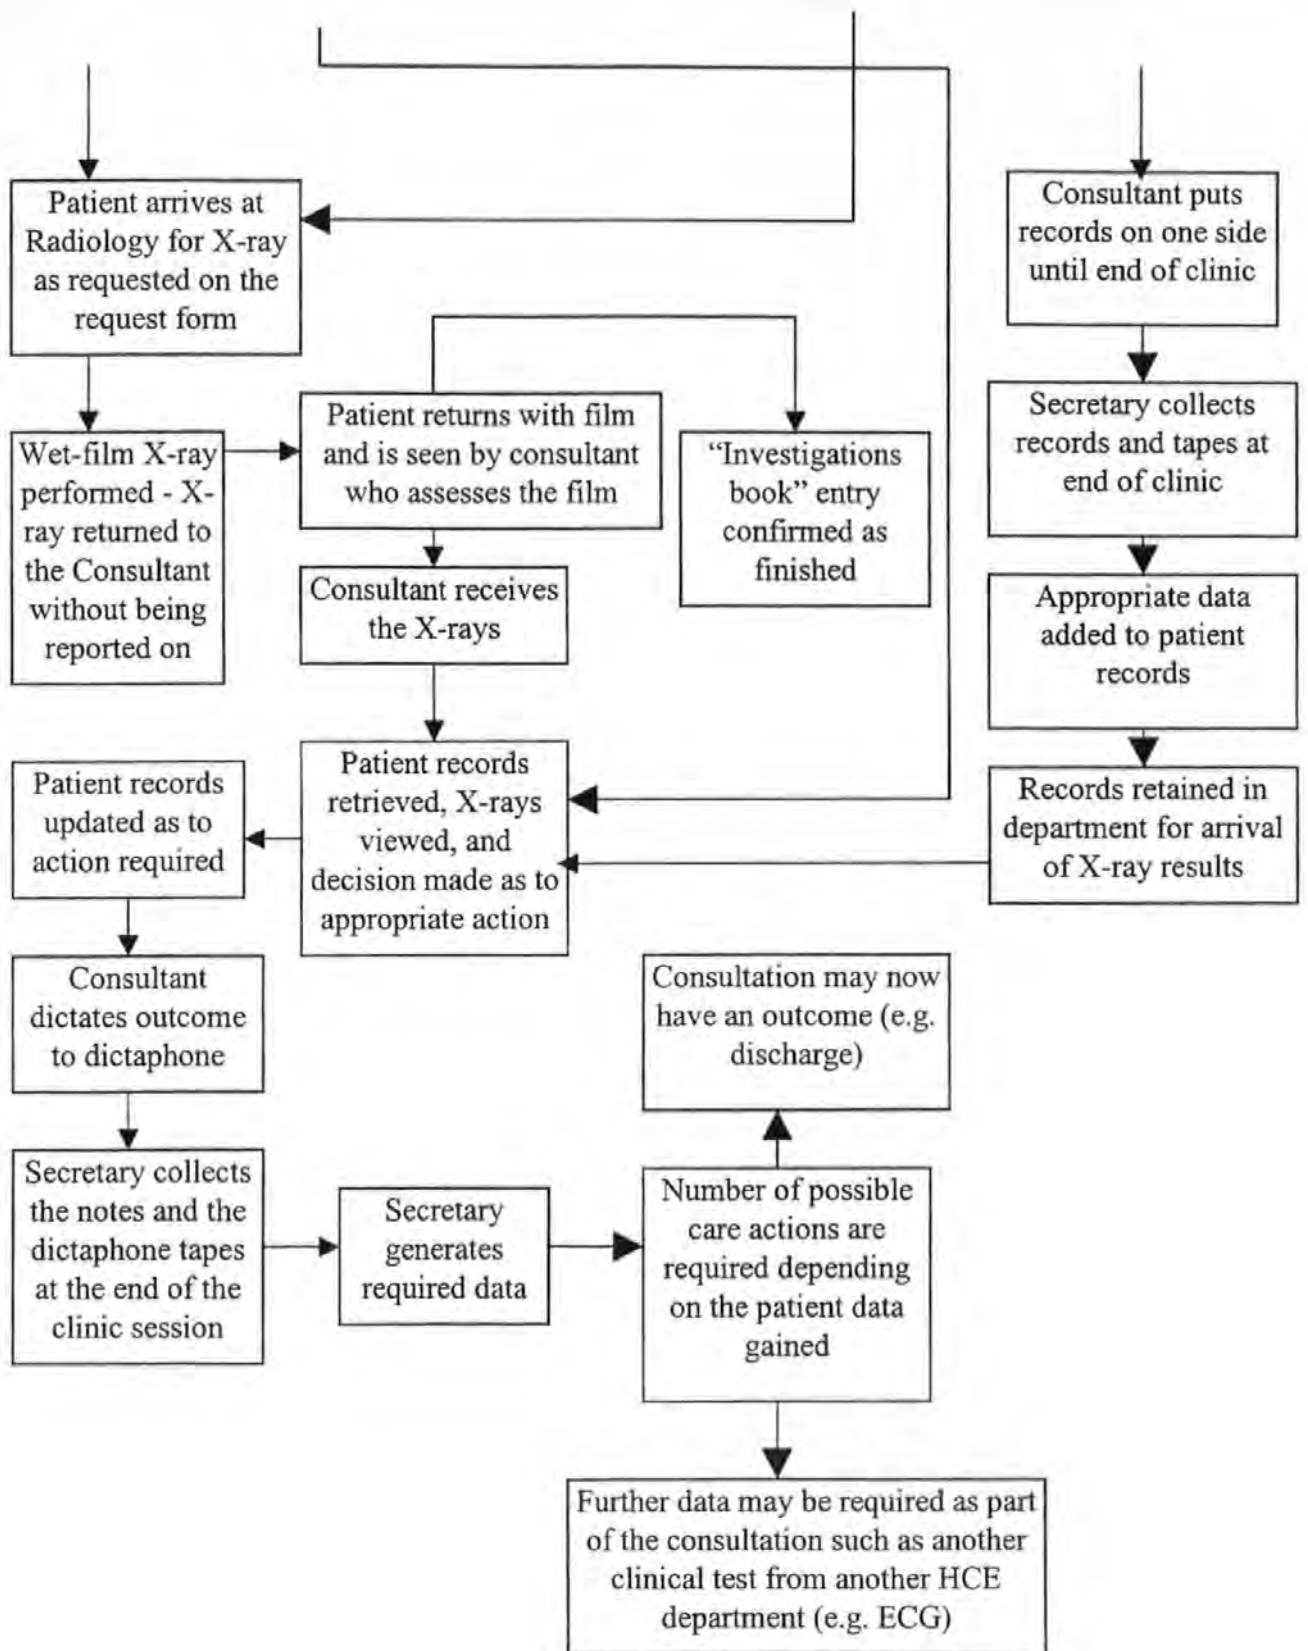 Patient arrives at
Radiology for X-ray
as requested on the
request form
Consultant puts
records on one side
until end of clinic
Wet-film X-ray
performed - X-
ray returned to
the Consultant
without being
reported on
Patient returns with film
and is seen by consultant
who assesses the film
“Investigations
book” entry
confirmed as
finished
Secretary collects
records and tapes at
end of clinic
Consultant receives
the X-rays
Appropriate data
added to patient
records
Patient records
updated as to
action required
Patient records
retrieved, X-rays
viewed, and
decision made as to
appropriate action
Records retained in
department for arrival
of X-ray results
Consultant
dictates outcome
to dictaphone
Consultation may now
have an outcome (e.g.
discharge)
Secretary collects
the notes and the
dictaphone tapes
at the end of the
clinic session
Secretary
generates
required data
Number of possible
care actions are
required depending
on the patient data
gained
Further data may be required as part
of the consultation such as another
clinical test from another HCE
department (e.g. ECG)